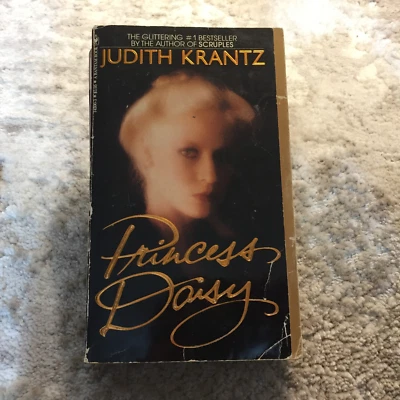 THE GLITTERING #1 BESTSELLER
BY THE AUTHOR OF SCRUPLES
JUDITH KRANTZ
Princess
Daisy